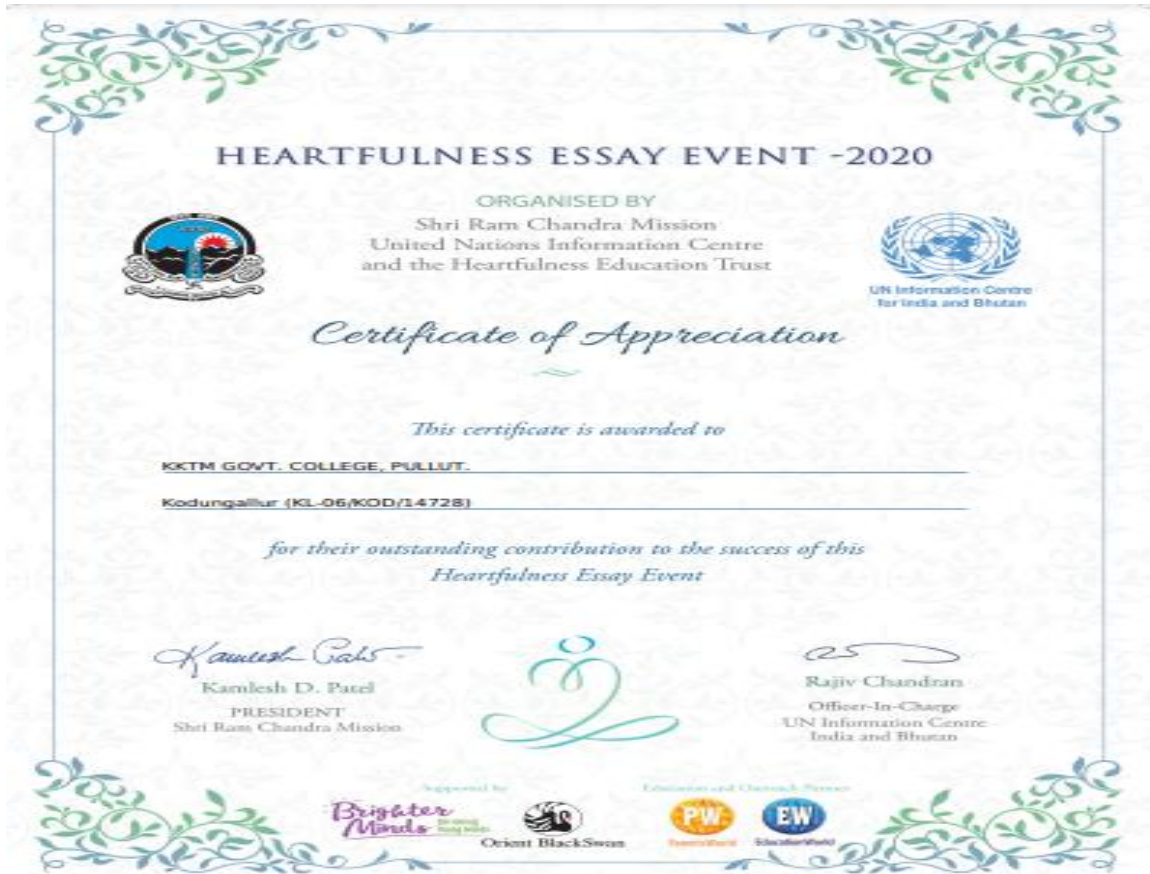 HEARTFULNESS ESSAY EVENT -2020
ORGANISED BY
Shri Ram Chandra Mission
United Nations Information Centre
and the Heartfulness Education Trust
UN Information Centre
for India and Bhutan
Certificate of Appreciation
This certificate is awarded to
KKTM GOVT. COLLEGE, PULLUT.
Kodungallur (KL-06/KOD/14728)
for their outstanding contribution to the success of this
Heartfulness Essay Event
Kamlesh D. Patel
PRESIDENT
Shri Ram Chandra Mission
Rajiv Chandran
Officer-In-Charge
UN Information Centre
India and Bhutan
Supported by
Brighter
Minds
Orient BlackSwan
Education and Outreach Partner
PW
ParentsWorld
EW
EducationWorld